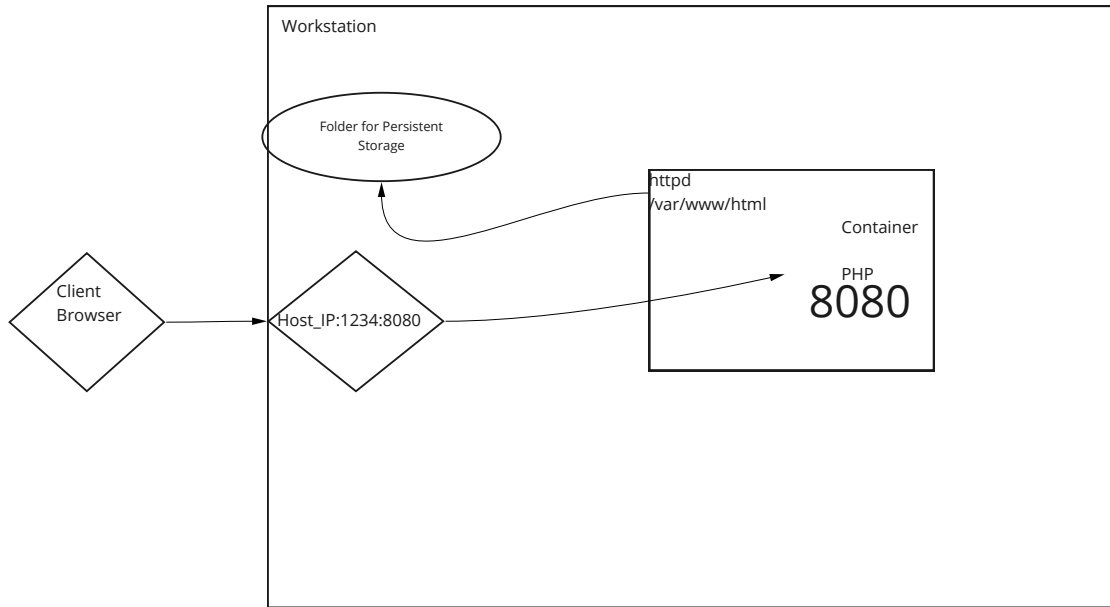 Workstation
Folder for Persistent
Storage
httpd
/var/www/html
Container
Client
Browser
Host_IP:1234:8080
PHP
8080